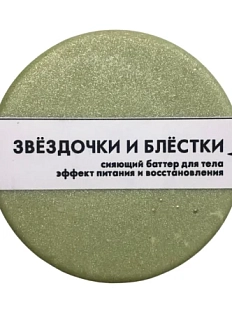 ЗВЁЗДОЧКИ И БЛЁСТКИ
сияющий баттер для тела
эффект питания и восстановления